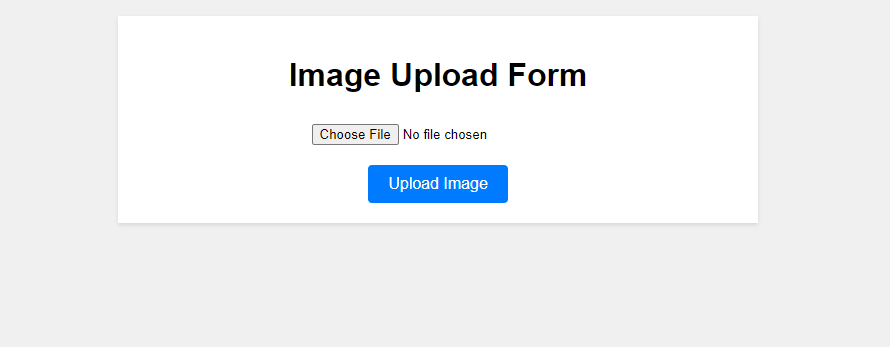 Image Upload Form
Choose File No file chosen
Upload Image